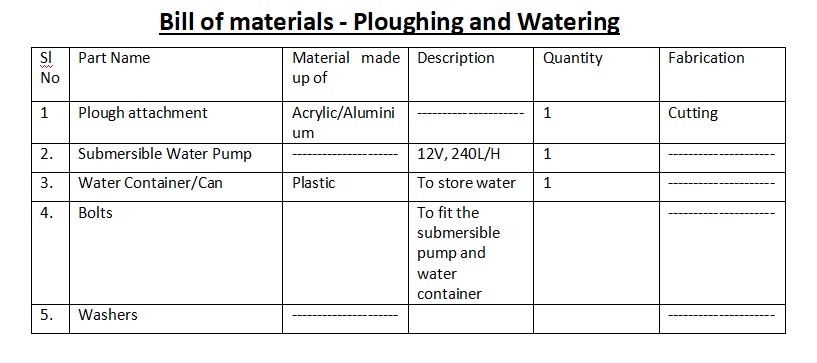 Bill of materials - Ploughing and Watering
Sl No Part Name Material made up of Description Quantity Fabrication
1 Plough attachment Acrylic/Aluminium --------------------- 1 Cutting
2. Submersible Water Pump --------------------- 12V, 240L/H 1 ---------------------
3. Water Container/Can Plastic To store water 1 ---------------------
4. Bolts To fit the submersible pump and water container ---------------------
5. Washers --------------------- ---------------------